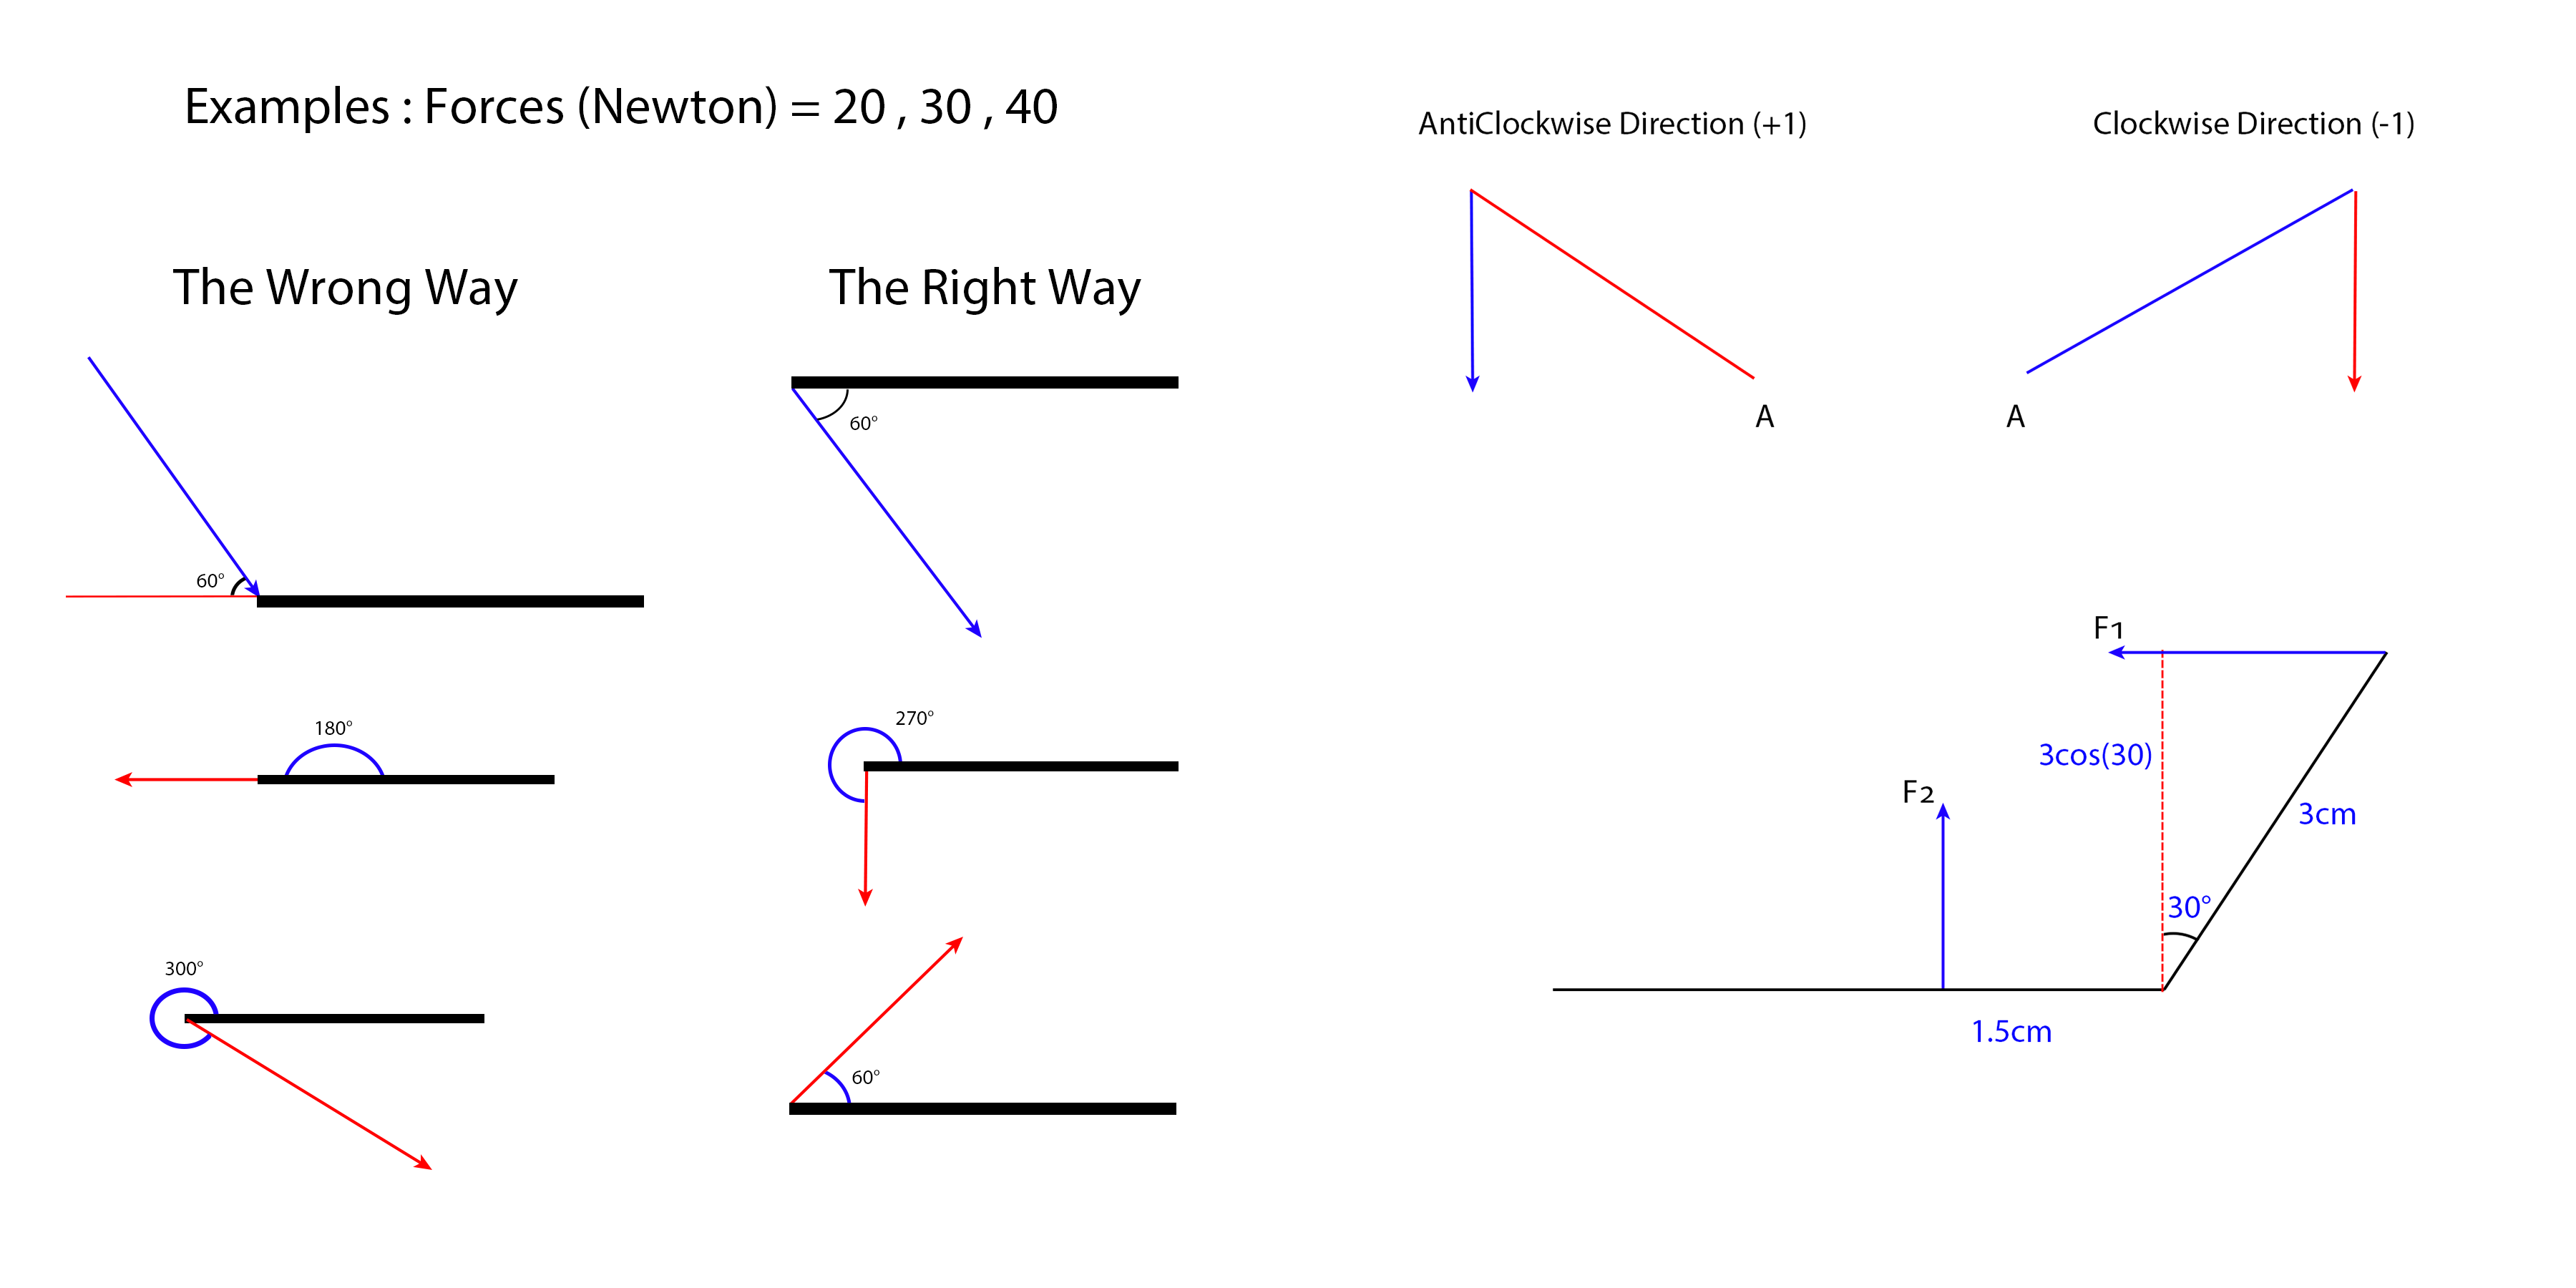 Examples : Forces (Newton) = 20 , 30 , 40
The Wrong Way
The Right Way
60°
60°
180°
270°
300°
60°
AntiClockwise Direction (+1)
Clockwise Direction (-1)
A
A
F1
3cos(30)
F2
3cm
30°
1.5cm